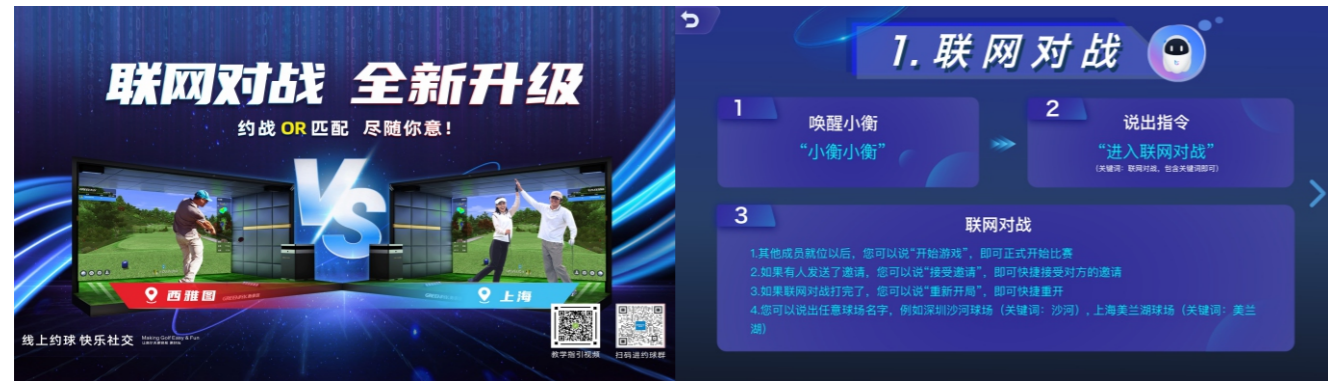 联网对战 全新升级
约战 OR 匹配 尽随你意!
VS
西雅图
上海
线上约球 快乐社交
Making Golf Easy & Fun
教学指引视频
扫码进约球群
1.联网对战
1
唤醒小衡
“小衡小衡”
2
说出指令
“进入联网对战”
(关键词: 联网对战, 包含关键词即可)
3
联网对战
1.其他成员就位以后, 您可以说“开始游戏”, 即可正式开始比赛
2.如果有人发送了邀请, 您可以说“接受邀请”, 即可快捷接受对方的邀请
3.如果联网对战打完了, 您可以说“重新开局”, 即可快捷重开
4.您可以说出任意球场名字, 例如深圳沙河球场 (关键词: 沙河) , 上海美兰湖球场 (关键词: 美兰
湖)